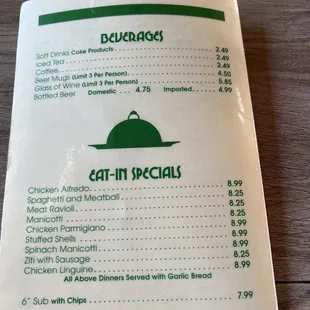 BEVERAGES
Soft Drinks Coke Products 2.49
Iced Tea 2.49
Coffee 2.49
Beer Mugs (Limit 3 Per Person) 4.50
Glass of Wine (Limit 3 Per Person) 5.85
Bottled Beer Domestic ... 4.75 Imported 4.99
EAT-IN SPECIALS
Chicken Alfredo 8.99
Spaghetti and Meatball 8.25
Meat Ravioli 8.25
Manicotti 8.25
Chicken Parmigiano 8.99
Stuffed Shells 8.25
Spinach Manicotti 8.99
Ziti with Sausage 8.25
Chicken Linguine 8.99
All Above Dinners Served with Garlic Bread
6" Sub with Chips 7.99